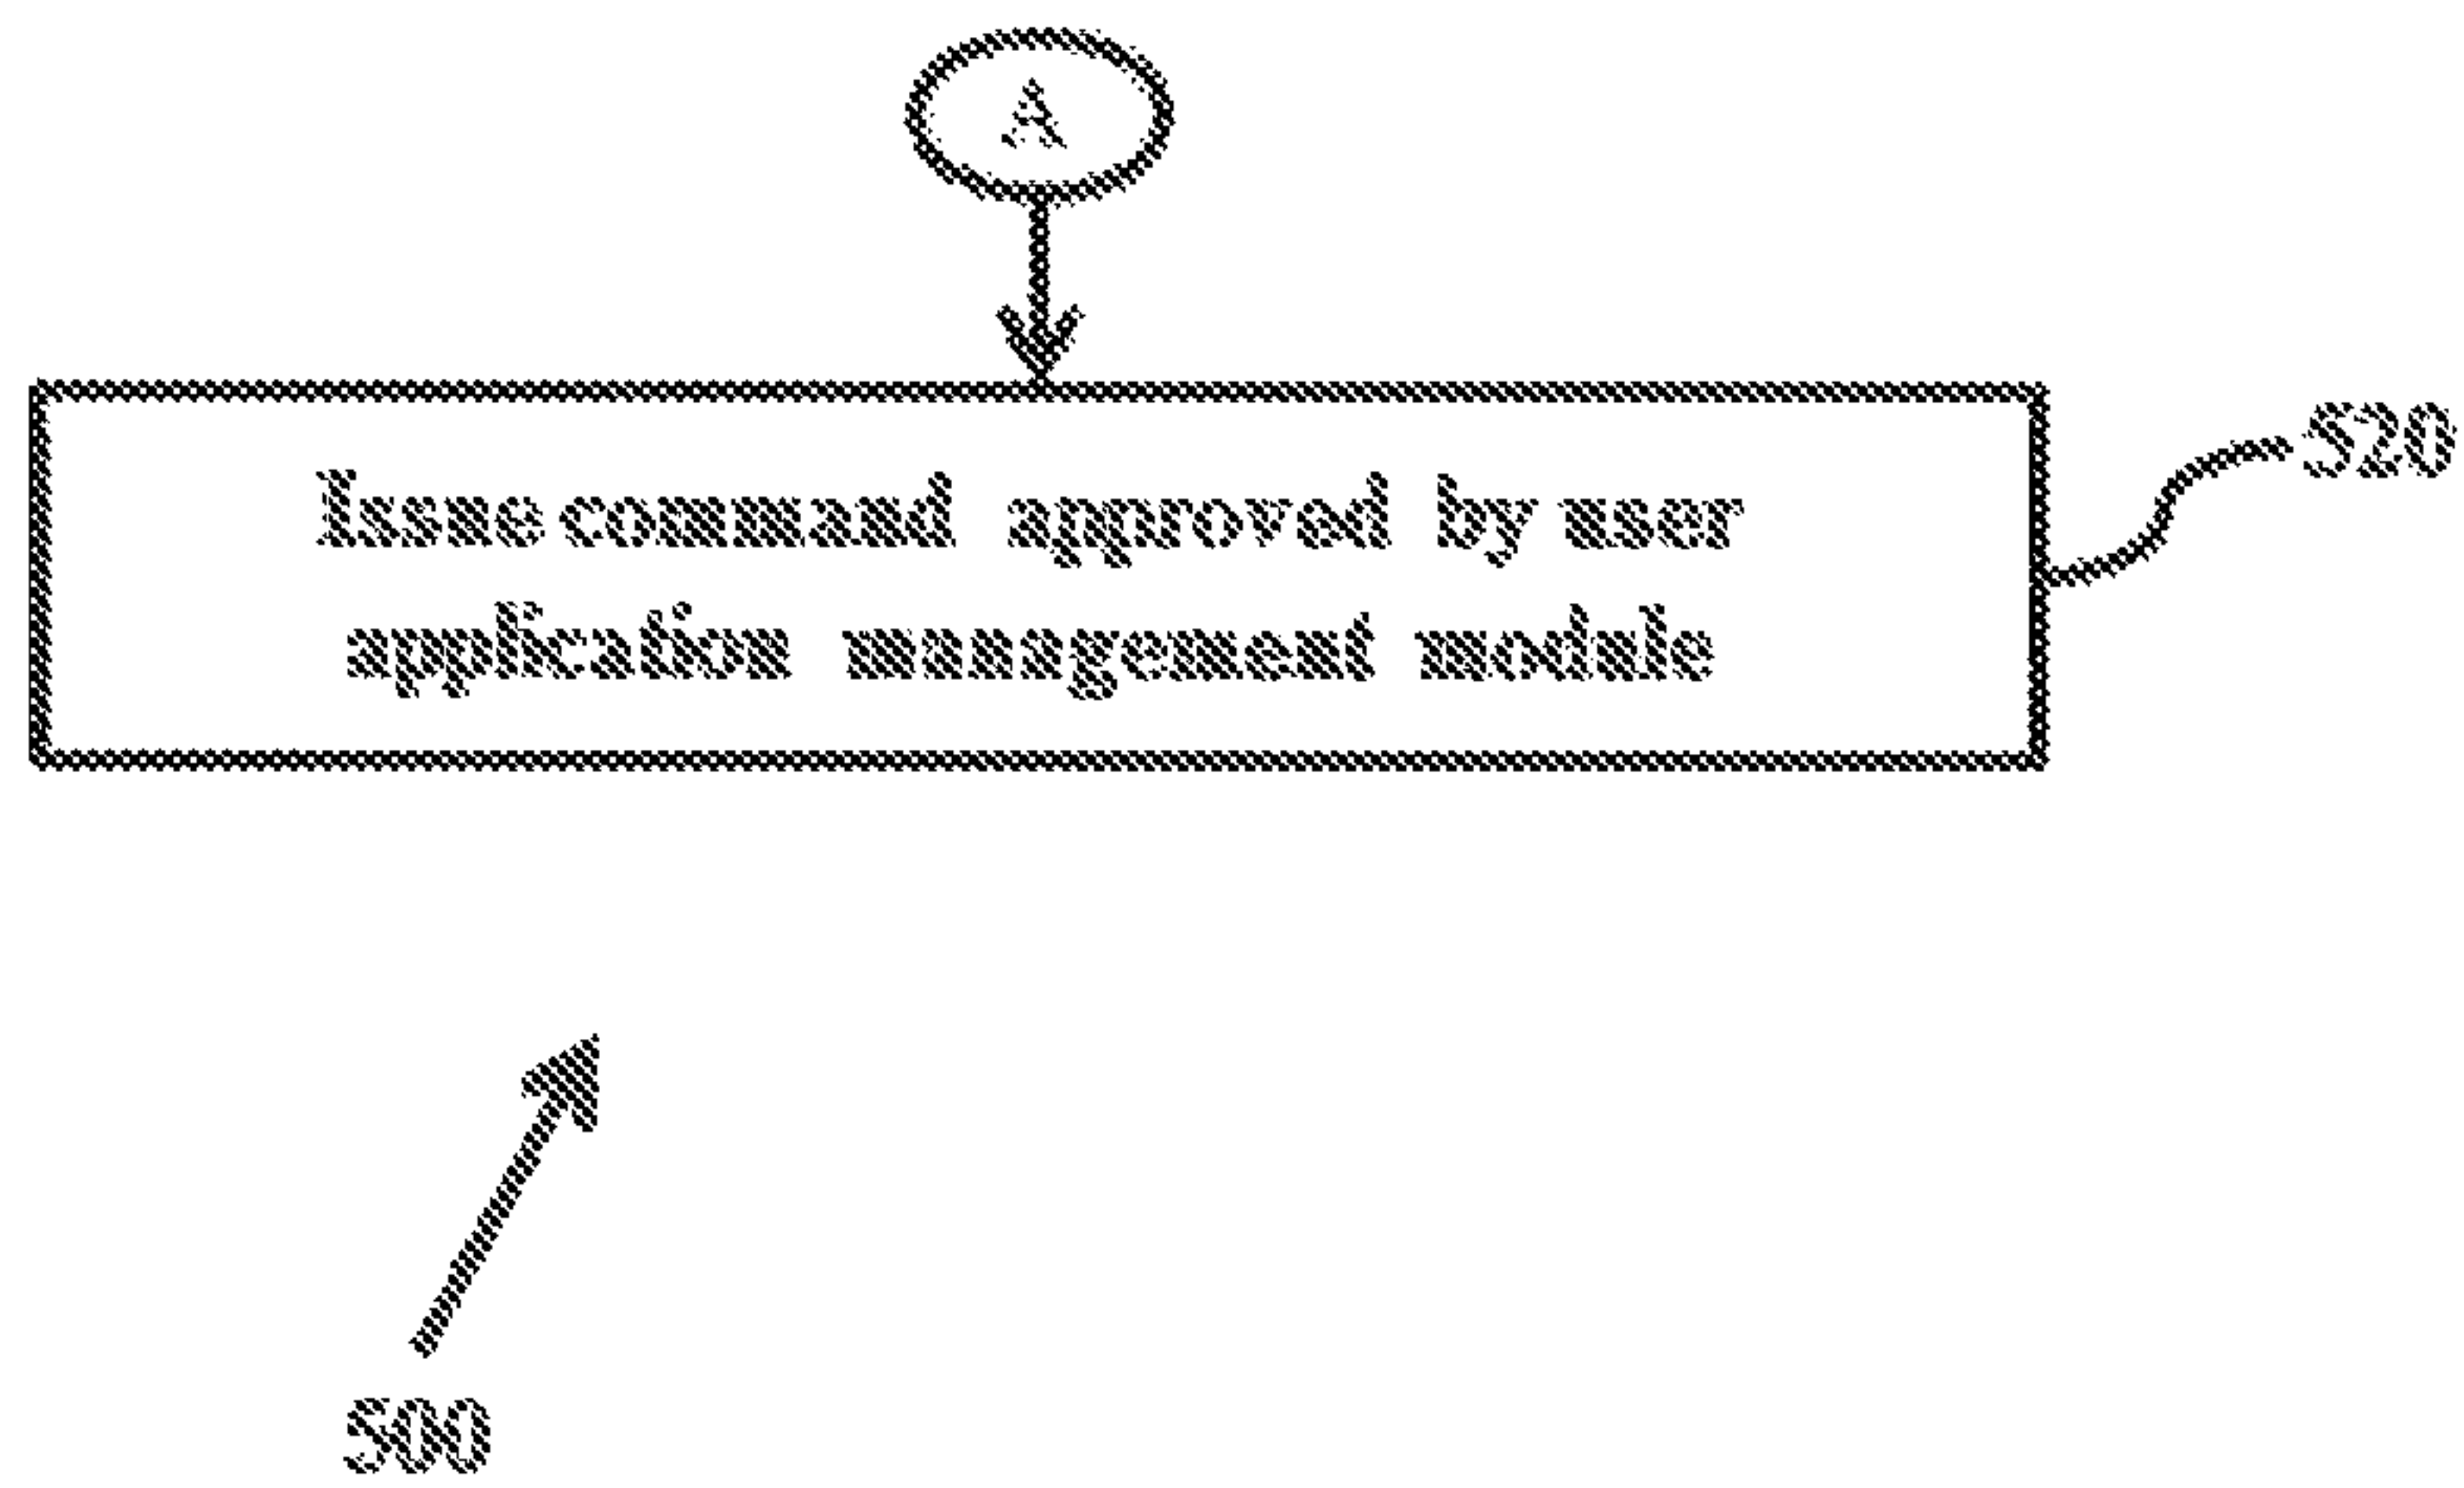 A
Issue command approved by user
520
application management module
500